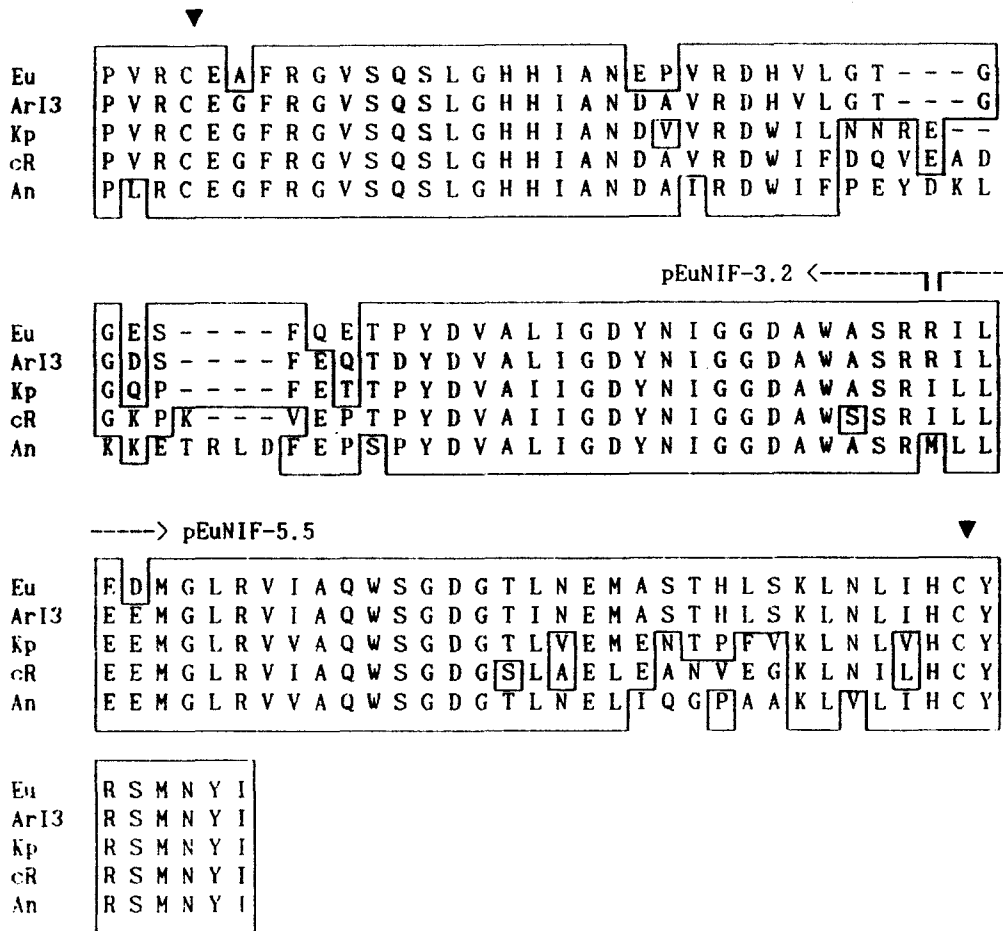 Eu P V R C E A F R G V S Q S L G H H I A N E P V R D H V L G T - - - G
ArI3 P V R C E G F R G V S Q S L G H H I A N D A V R D H V L G T - - - G
Kp P V R C E G F R G V S Q S L G H H I A N D V V R D W I L N N R E - -
cR P V R C E G F R G V S Q S L G H H I A N D A V R D W I F D Q V E A D
An P L R C E G F R G V S Q S L G H H I A N D A I R D W I F P E Y D K L
pEuNIF-3.2 <-------- --------
Eu G E S - - - - F Q E T P Y D V A L I G D Y N I G G D A W A S R R I L
ArI3 G D S - - - - F E Q T D Y D V A L I G D Y N I G G D A W A S R R I L
Kp G Q P - - - - F E T T P Y D V A I I G D Y N I G G D A W A S R I L L
cR G K P K - - - V E P T P Y D V A I I G D Y N I G G D A W S S R I L L
An K K E T R L D F E P S P Y D V A L I G D Y N I G G D A W A S R M L L
-----> pEuNIF-5.5
Eu E D M G L R V I A Q W S G D G T L N E M A S T H L S K L N L I H C Y
ArI3 E E M G L R V I A Q W S G D G T I N E M A S T H L S K L N L I H C Y
Kp E E M G L R V V A Q W S G D G T L V E M E N T P F V K L N L V H C Y
cR E E M G L R V I A Q W S G D G S L A E L E A N V E G K L N I L H C Y
An E E M G L R V V A Q W S G D G T L N E L I Q G P A A K L V L I H C Y
Eu R S M N Y I
ArI3 R S M N Y I
Kp R S M N Y I
cR R S M N Y I
An R S M N Y I